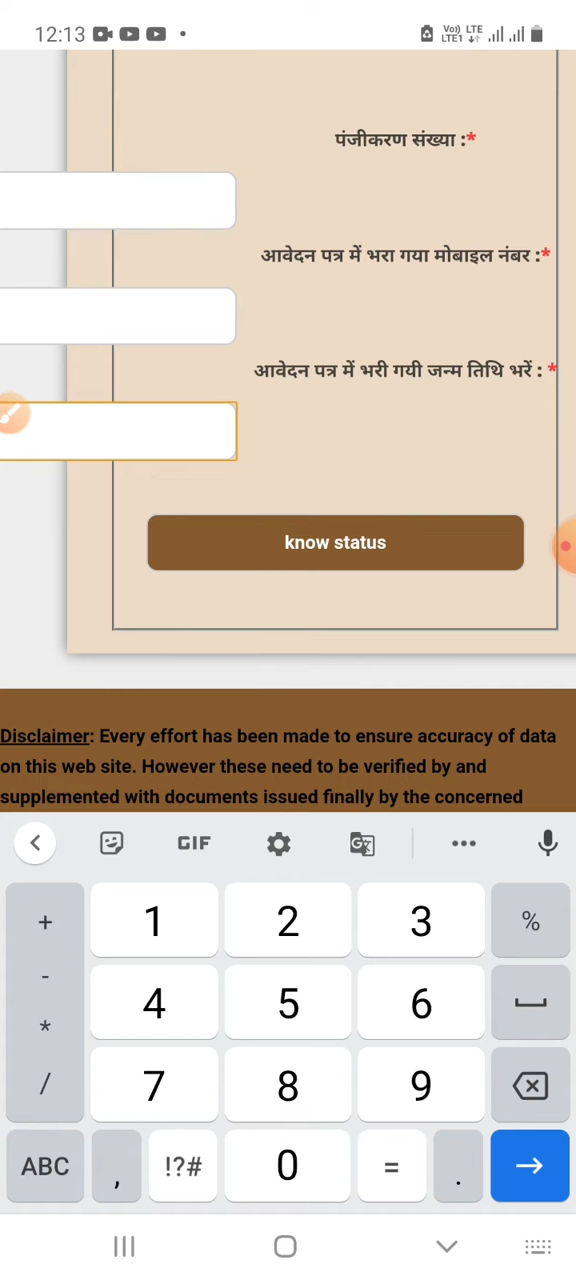 12:13
Vo)) LTE
LTE1
पंजीकरण संख्या :*
आवेदन पत्र में भरा गया मोबाइल नंबर :*
आवेदन पत्र में भरी गयी जन्म तिथि भरें : *
know status
Disclaimer: Every effort has been made to ensure accuracy of data
on this web site. However these need to be verified by and
supplemented with documents issued finally by the concerned
GIF
+ 1 2 3 %
- 4 5 6
*
/ 7 8 9
ABC , !?# 0 = .